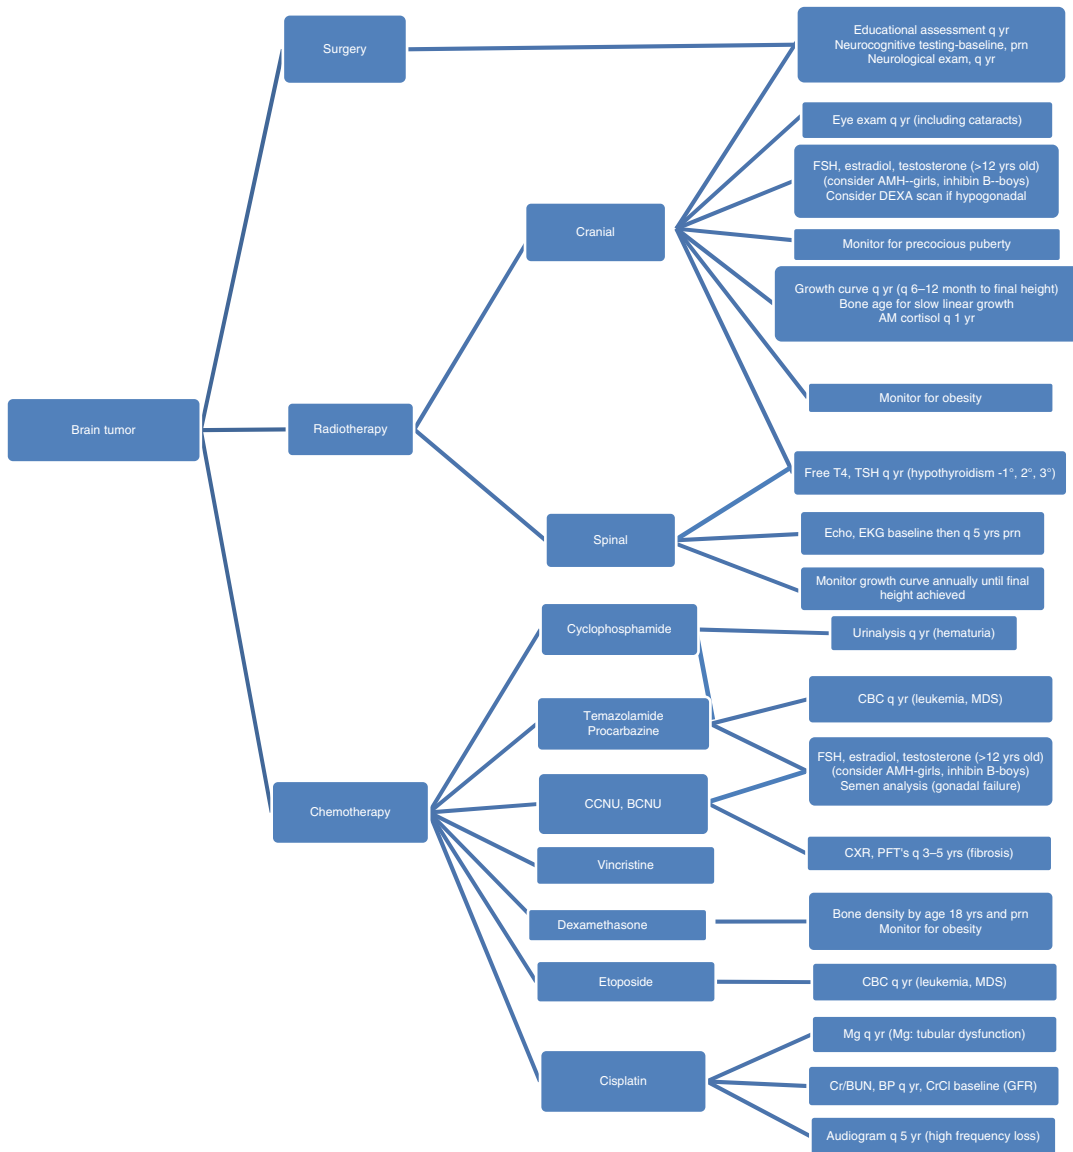 Brain tumor
Surgery
Radiotherapy
Chemotherapy
Cranial
Spinal
Cyclophosphamide
Temazolamide
Procarbazine
CCNU, BCNU
Vincristine
Dexamethasone
Etoposide
Cisplatin
Educational assessment q yr
Neurocognitive testing-baseline, prn
Neurological exam, q yr
Eye exam q yr (including cataracts)
FSH, estradiol, testosterone (>12 yrs old)
(consider AMH--girls, inhibin B--boys)
Consider DEXA scan if hypogonadal
Monitor for precocious puberty
Growth curve q yr (q 6–12 month to final height)
Bone age for slow linear growth
AM cortisol q 1 yr
Monitor for obesity
Free T4, TSH q yr (hypothyroidism -1°, 2°, 3°)
Echo, EKG baseline then q 5 yrs prn
Monitor growth curve annually until final
height achieved
Urinalysis q yr (hematuria)
CBC q yr (leukemia, MDS)
FSH, estradiol, testosterone (>12 yrs old)
(consider AMH-girls, inhibin B-boys)
Semen analysis (gonadal failure)
CXR, PFT's q 3–5 yrs (fibrosis)
Bone density by age 18 yrs and prn
Monitor for obesity
CBC q yr (leukemia, MDS)
Mg q yr (Mg: tubular dysfunction)
Cr/BUN, BP q yr, CrCl baseline (GFR)
Audiogram q 5 yr (high frequency loss)